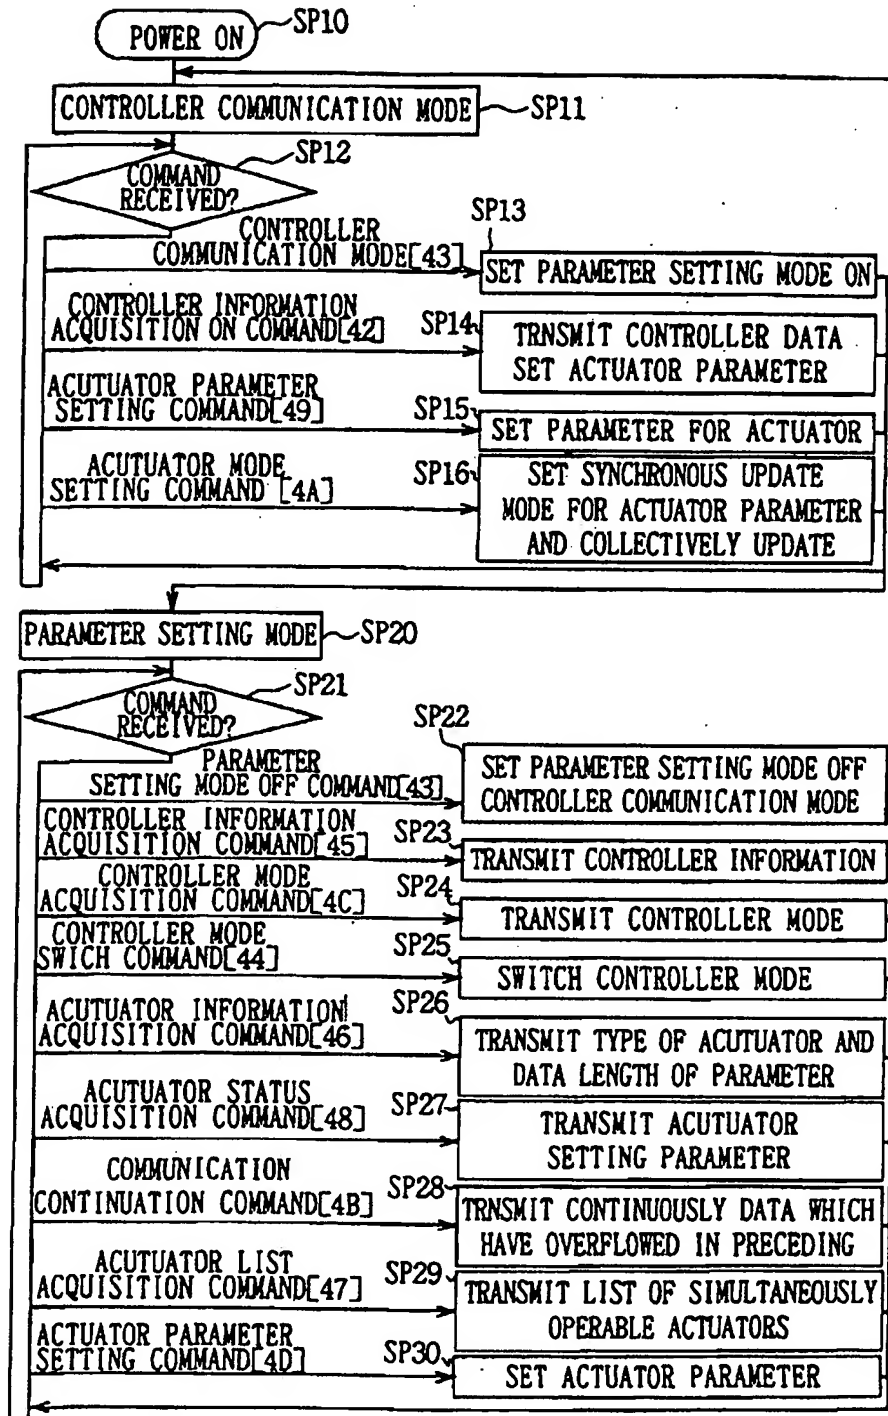 POWER ON
SP10
CONTROLLER COMMUNICATION MODE
SP11
SP12
COMMAND
RECEIVED?
CONTROLLER
COMMUNICATION MODE[43]
SP13
SET PARAMETER SETTING MODE ON
CONTROLLER INFORMATION
ACQUISITION ON COMMAND[42]
SP14
TRNSMIT CONTROLLER DATA
SET ACTUATOR PARAMETER
ACUTUATOR PARAMETER
SETTING COMMAND[49]
SP15
SET PARAMETER FOR ACTUATOR
ACUTUATOR MODE
SETTING COMMAND [4A]
SP16
SET SYNCHRONOUS UPDATE
MODE FOR ACTUATOR PARAMETER
AND COLLECTIVELY UPDATE
PARAMETER SETTING MODE
SP20
SP21
COMMAND
RECEIVED?
PARAMETER
SETTING MODE OFF COMMAND[43]
SP22
SET PARAMETER SETTING MODE OFF
CONTROLLER COMMUNICATION MODE
CONTROLLER INFORMATION
ACQUISITION COMMAND[45]
SP23
TRANSMIT CONTROLLER INFORMATION
CONTROLLER MODE
ACQUISITION COMMAND[4C]
SP24
TRANSMIT CONTROLLER MODE
CONTROLLER MODE
SWICH COMMAND[44]
SP25
SWITCH CONTROLLER MODE
ACUTUATOR INFORMATION
ACQUISITION COMMAND[46]
SP26
TRANSMIT TYPE OF ACUTUATOR AND
DATA LENGTH OF PARAMETER
ACUTUATOR STATUS
ACQUISITION COMMAND[48]
SP27
TRANSMIT ACUTUATOR
SETTING PARAMETER
COMMUNICATION
CONTINUATION COMMAND[4B]
SP28
TRNSMIT CONTINUOUSLY DATA WHICH
HAVE OVERFLOWED IN PRECEDING
ACUTUATOR LIST
ACQUISITION COMMAND[47]
SP29
TRANSMIT LIST OF SIMULTANEOUSLY
OPERABLE ACTUATORS
ACTUATOR PARAMETER
SETTING COMMAND[4D]
SP30
SET ACTUATOR PARAMETER